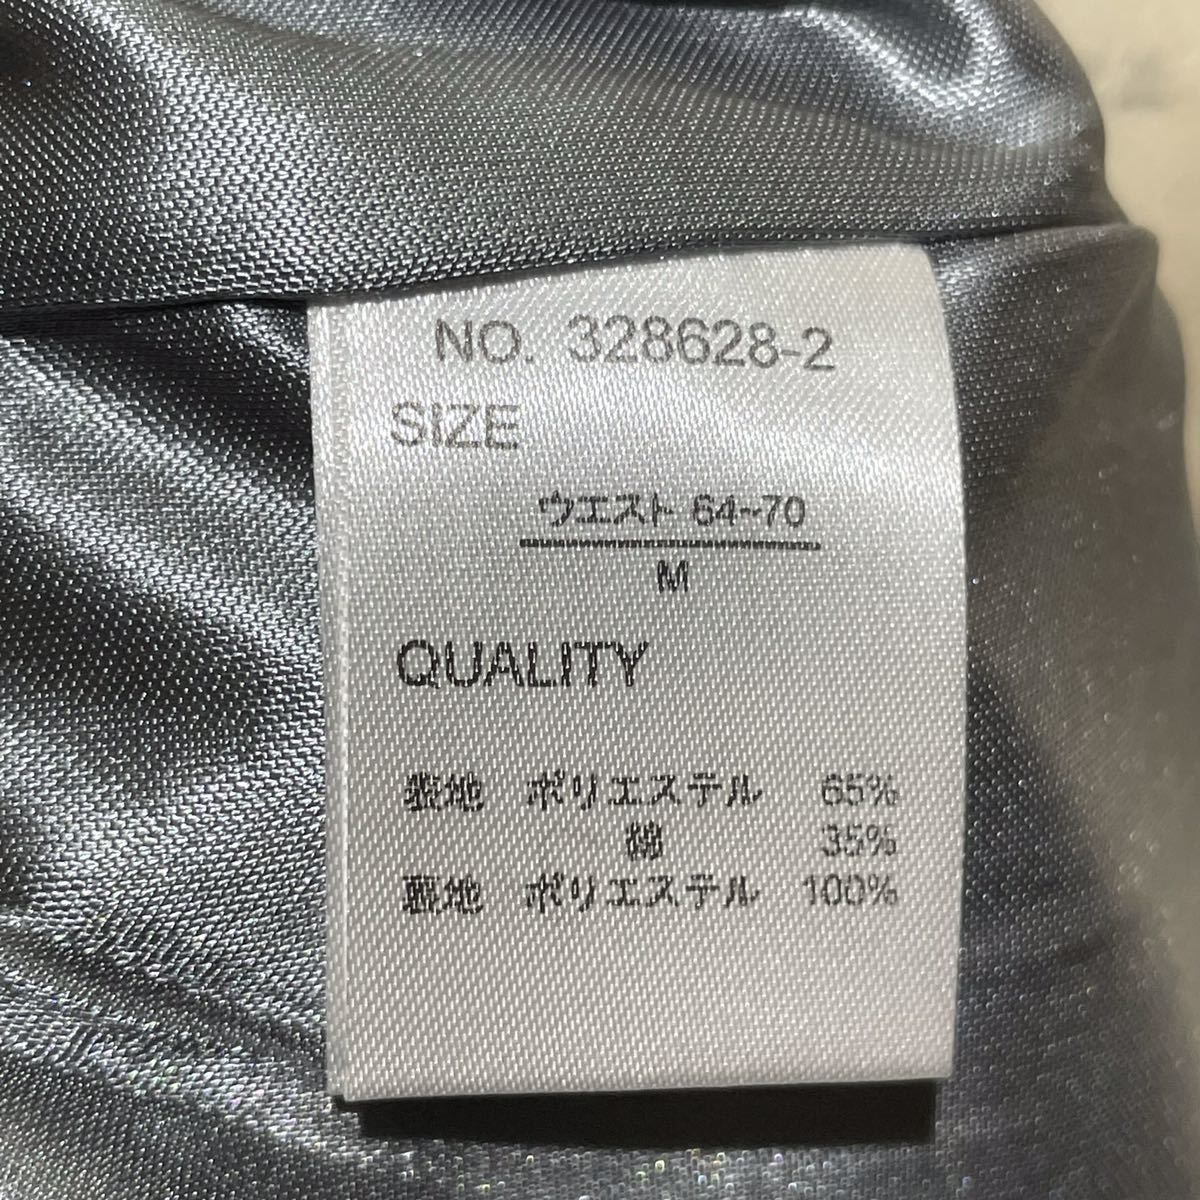 NO. 328628-2
SIZE
ウエスト 64~70
M
QUALITY
表地 ポリエステル 65%
綿 35%
裏地 ポリエステル 100%